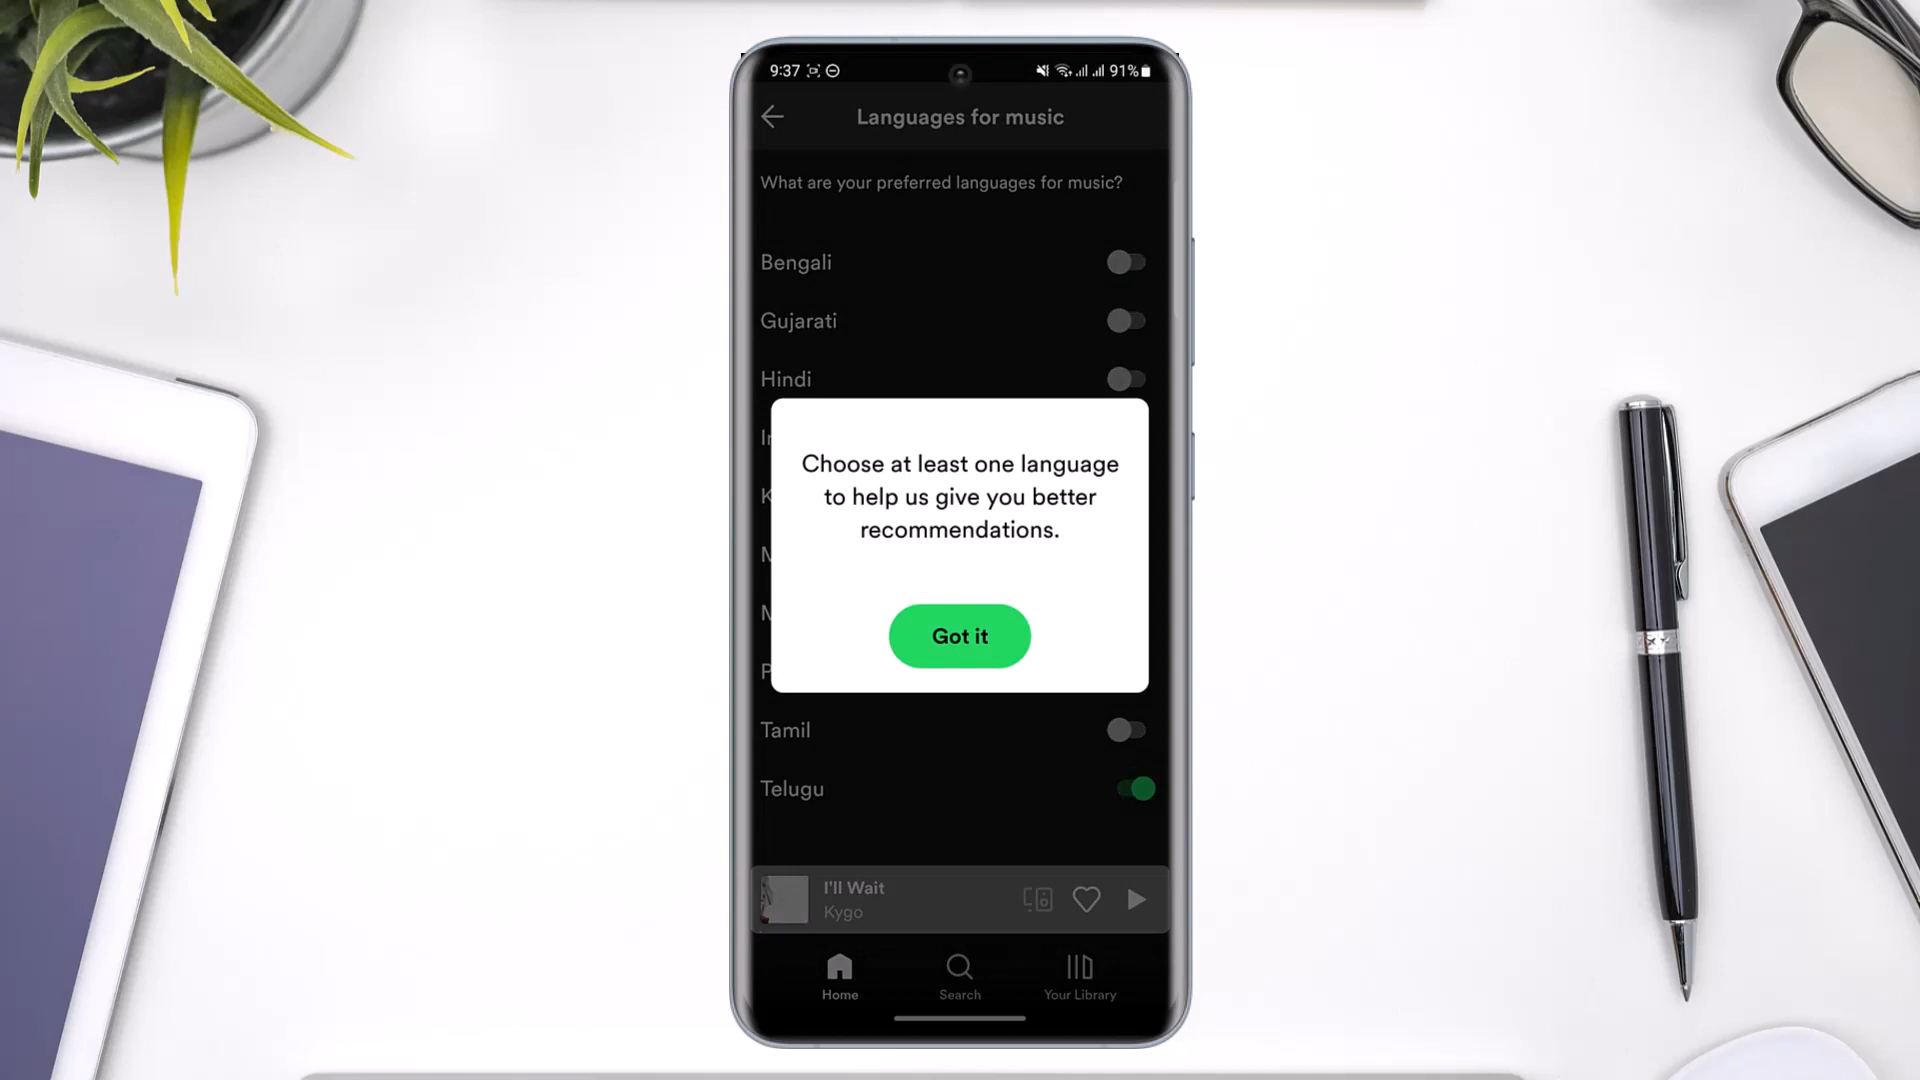 9:37 91%
Languages for music
What are your preferred languages for music?
Bengali
Gujarati
Hindi
Choose at least one language
to help us give you better
recommendations.
Got it
Tamil
Telugu
I'll Wait
Kygo
Home Search Your Library